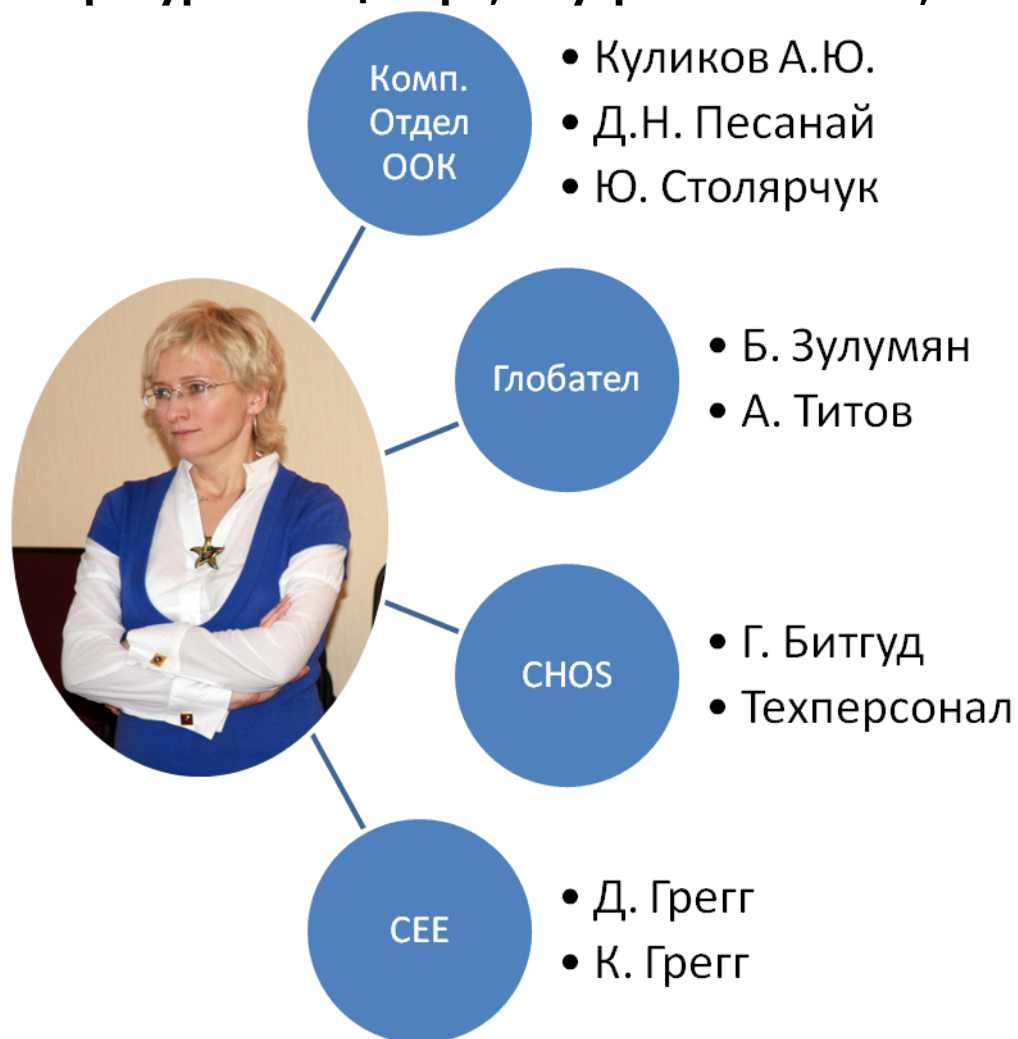 Комп.
Отдел
ООК
• Куликов А.Ю.
• Д.Н. Песанай
• Ю. Столярчук
Глобател
• Б. Зулумян
• А. Титов
CHOS
• Г. Битгуд
• Техперсонал
CEE
• Д. Грегг
• К. Грегг